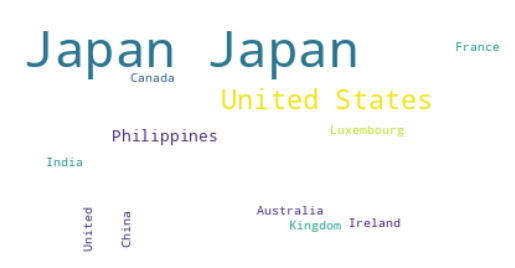 Japan Japan
France
Canada
United States
Luxembourg
Philippines
India
United
China
Australia
Kingdom
Ireland